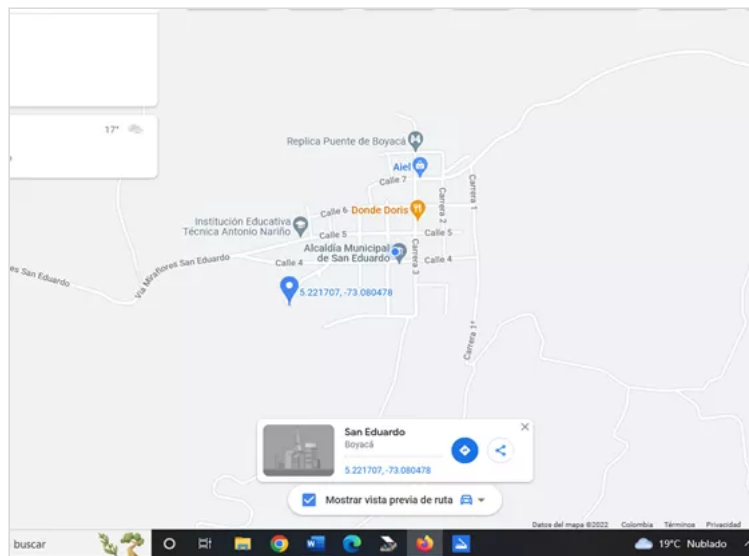 17°
Replica Puente de Boyacá
Aiel
Calle 7
Carrera 2
Carrera 1
Calle 6
Donde Doris
Institución Educativa
Técnica Antonio Nariño
Calle 5
Calle 5
Alcaldía Municipal
de San Eduardo
Carrera 3
Calle 4
Calle 4
es San Eduardo
Vía Miraflores San Eduardo
5.221707, -73.080478
San Eduardo
Boyacá
5.221707, -73.080478
Mostrar vista previa de ruta
Datos del mapa ©2022 Colombia Términos Privacidad
buscar
19°C Nublado